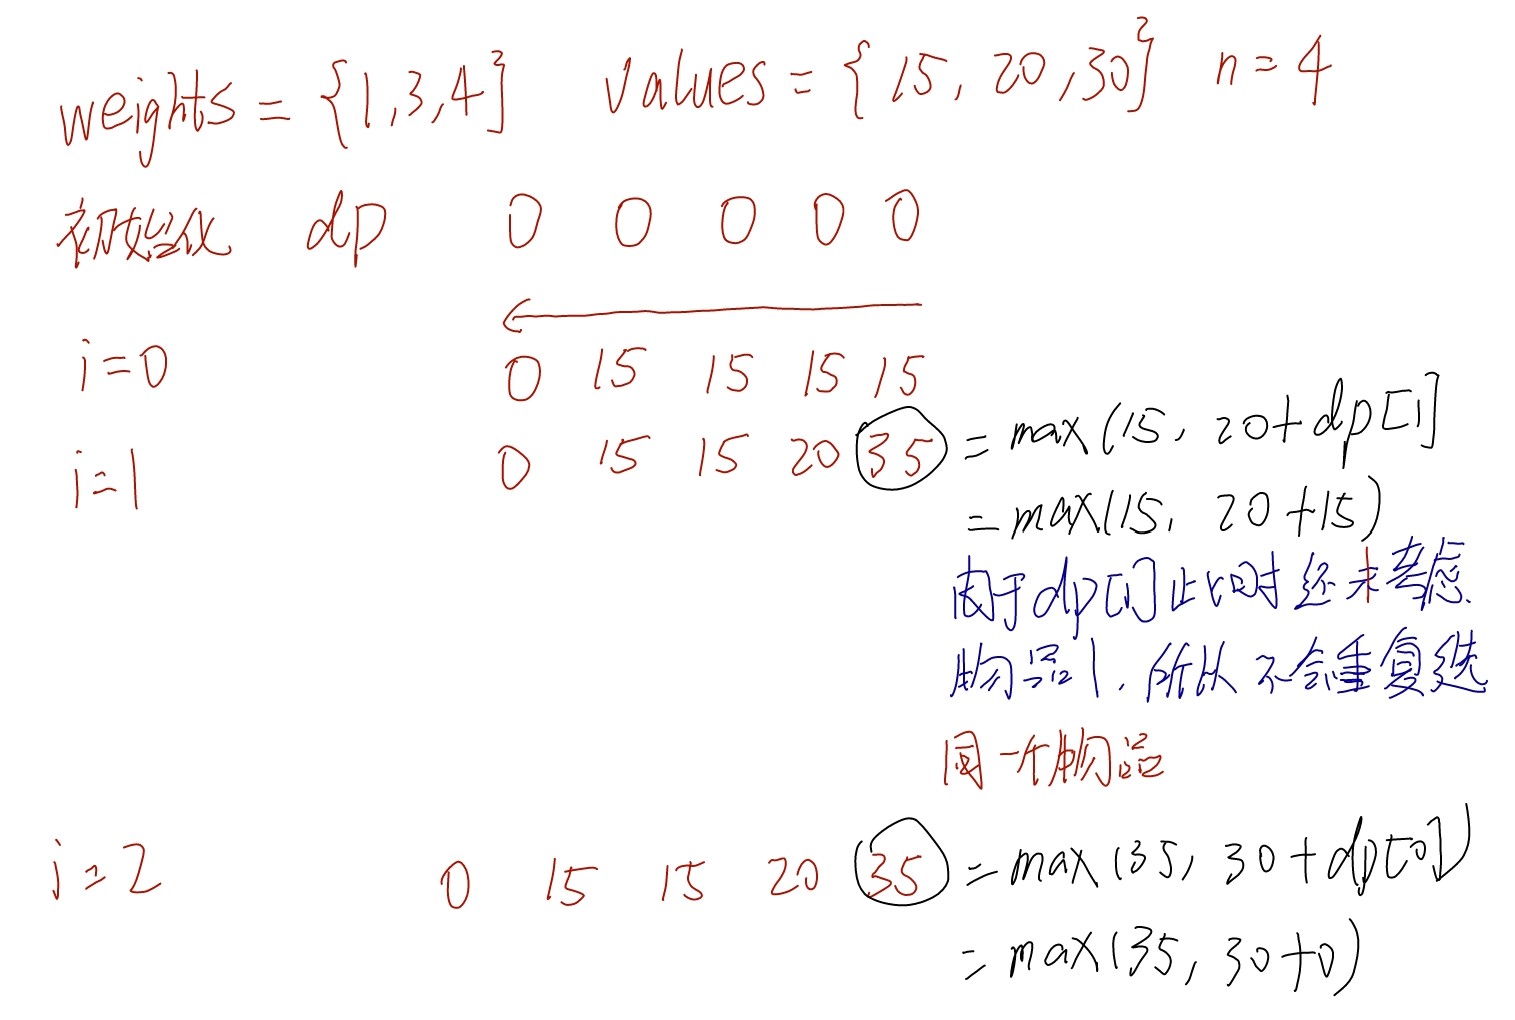 weights = {1,3,4}  values = {15, 20, 30}  n = 4
初始化  dp  0 0 0 0 0
i=0  0 15 15 15 15
i=1  0 15 15 20 35 = max(15, 20+dp[1]
= max(15, 20+15)
由于dp[1]此时还未考虑
物品1, 所以不会重复选
同一个物品
i=2  0 15 15 20 35 = max(35, 30+dp[0])
= max(35, 30+0)